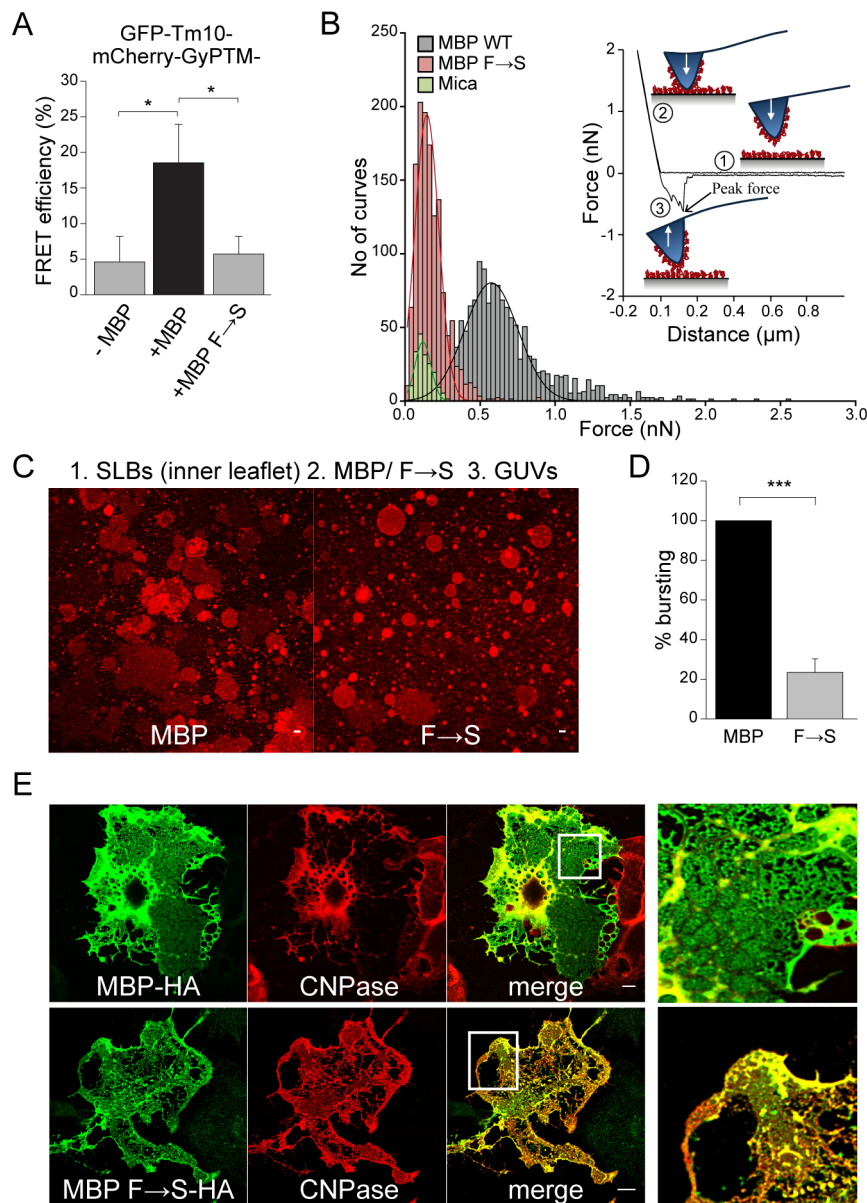 A
GFP-Tm10-
mCherry-GyPTM-
FRET efficiency (%)
30
25
20
15
10
5
0
*
*
- MBP
+MBP
+MBP F→S
B
MBP WT
MBP F→S
Mica
No of curves
250
200
150
100
50
0
0.0
0.5
1.0
1.5
2.0
2.5
3.0
Force (nN)
Force (nN)
2
1
0
-1
-2
-0.2
0.1
0.2
0.4
0.6
0.8
Distance (µm)
2
1
3
Peak force
C
1. SLBs (inner leaflet) 2. MBP/ F→S 3. GUVs
MBP
F→S
D
% bursting
120
100
80
60
40
20
0
***
MBP
F→S
E
MBP-HA
CNPase
merge
MBP F→S-HA
CNPase
merge